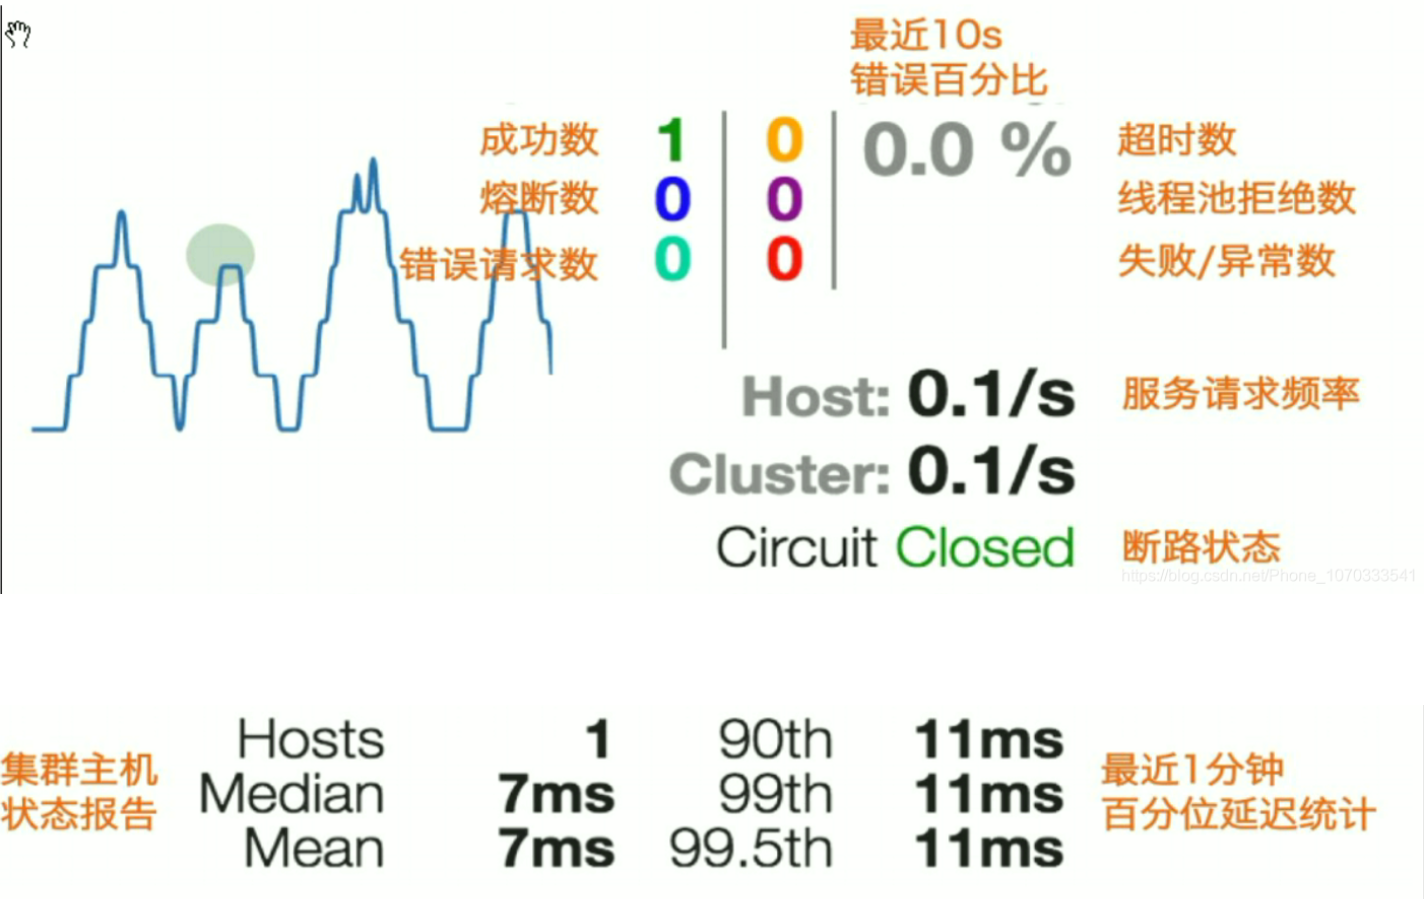 最近10s
错误百分比
成功数 1 0 0.0 % 超时数
熔断数 0 0 线程池拒绝数
错误请求数 0 0 失败/异常数
Host: 0.1/s 服务请求频率
Cluster: 0.1/s
Circuit Closed 断路状态
https://blog.csdn.net/Phone_1070333541
集群主机
状态报告
Hosts 1 90th 11ms
Median 7ms 99th 11ms
Mean 7ms 99.5th 11ms
最近1分钟
百分位延迟统计